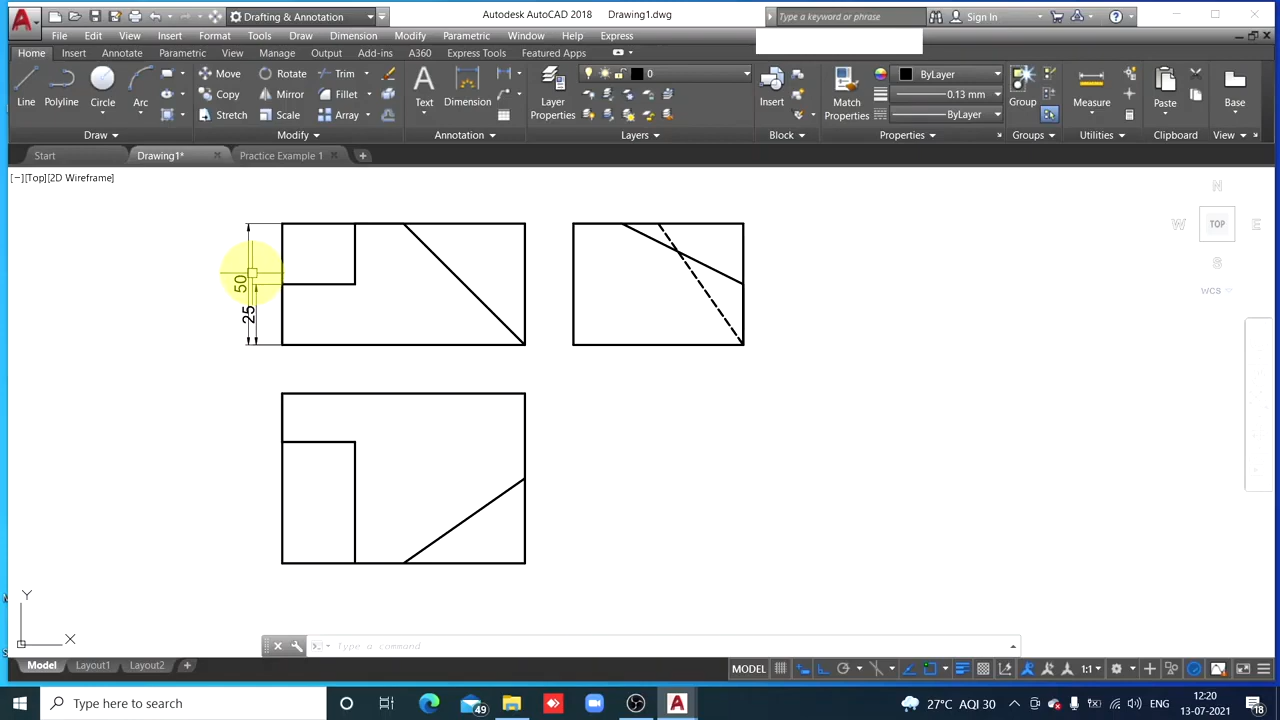 Drafting & Annotation
Autodesk AutoCAD 2018 Drawing1.dwg
Type a keyword or phrase
Sign In
File Edit View Insert Format Tools Draw Dimension Modify Parametric Window Help Express
Home Insert Annotate Parametric View Manage Output Add-ins A360 Express Tools Featured Apps
Line
Polyline
Circle
Arc
Move
Copy
Stretch
Rotate
Mirror
Scale
Trim
Fillet
Array
Text
Dimension
Layer
Properties
0
Insert
Match
Properties
ByLayer
0.13 mm
ByLayer
Group
Measure
Paste
Base
Draw Modify Annotation Layers Block Properties Groups Utilities Clipboard View
Start Drawing1* Practice Example 1
[−][Top][2D Wireframe]
N
W TOP E
S
WCS
50
25
Y
X
Type a command
Model Layout1 Layout2
MODEL 1:1
Type here to search
49
27°C AQI 30
ENG
12:20
13-07-2021
18